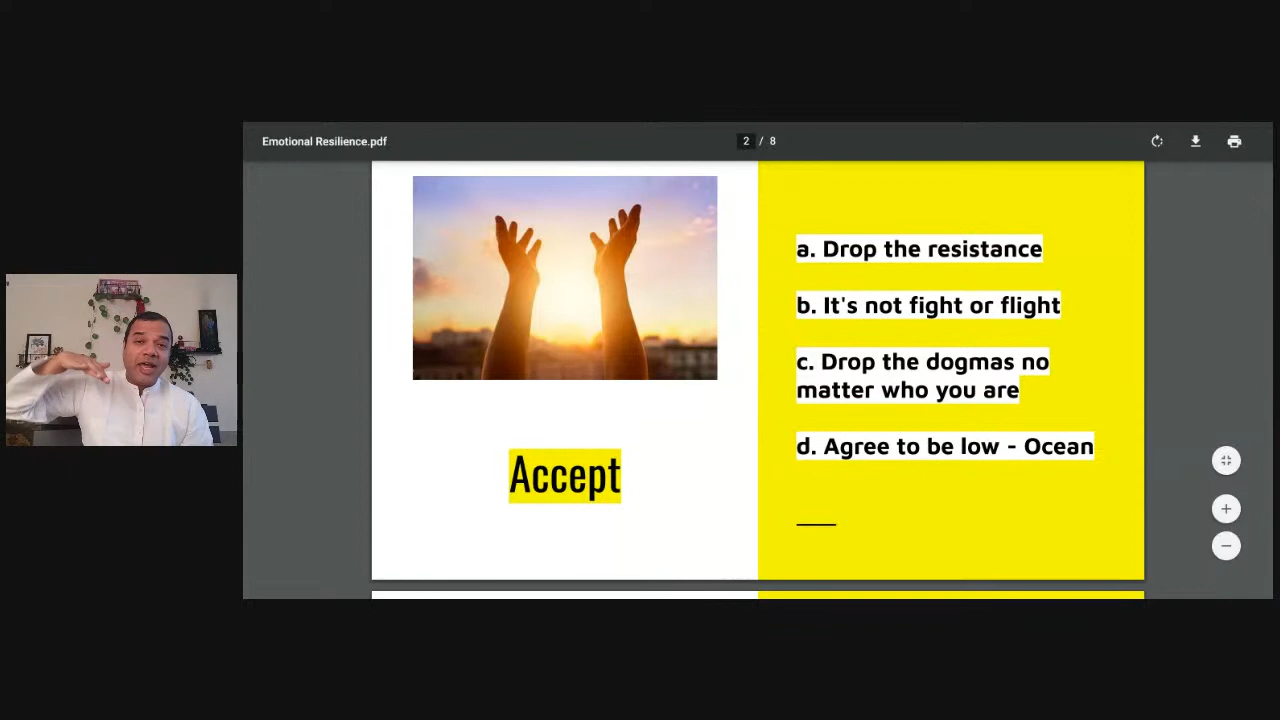 Emotional Resilience.pdf
2 / 8
a. Drop the resistance
b. It's not fight or flight
c. Drop the dogmas no
matter who you are
d. Agree to be low - Ocean
Accept